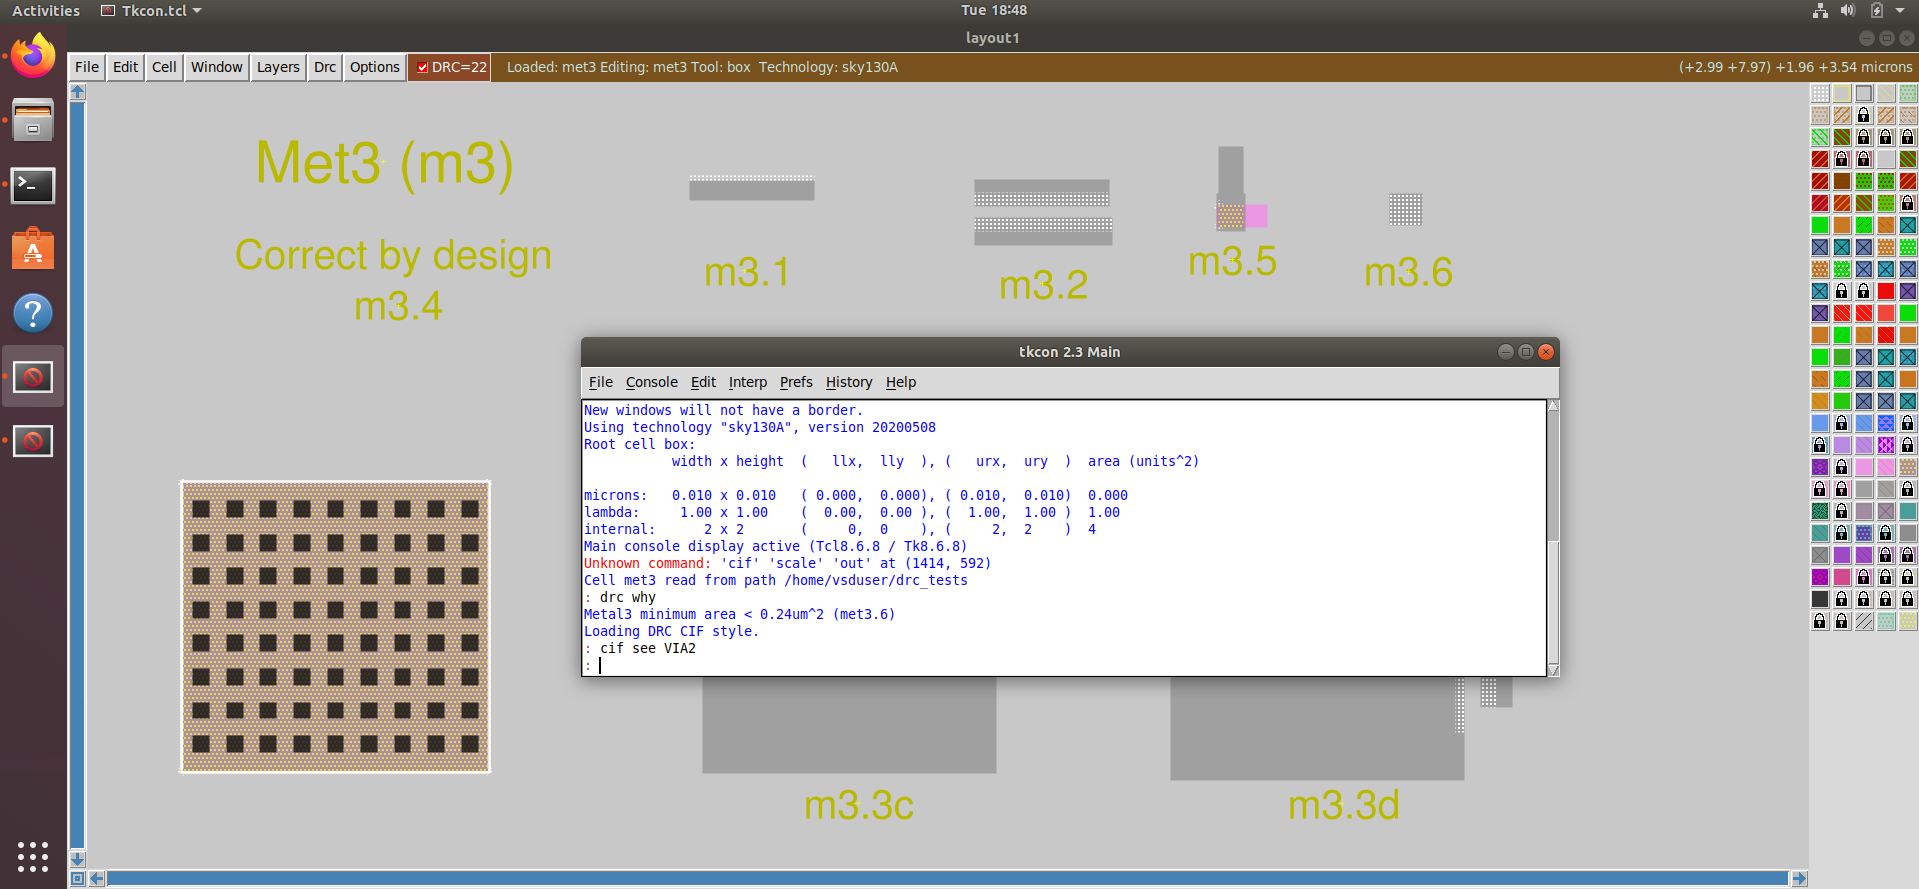 Activities Tkcon.tcl Tue 18:48
layout1
File Edit Cell Window Layers Drc Options DRC=22 Loaded: met3 Editing: met3 Tool: box Technology: sky130A (+2.99 +7.97) +1.96 +3.54 microns
Met3 (m3)
Correct by design
m3.4
m3.1
m3.2
m3.5
m3.6
tkcon 2.3 Main
File Console Edit Interp Prefs History Help
New windows will not have a border.
Using technology "sky130A", version 20200508
Root cell box:
width x height ( llx, lly ), ( urx, ury ) area (units^2)
microns: 0.010 x 0.010 ( 0.000, 0.000), ( 0.010, 0.010) 0.000
lambda: 1.00 x 1.00 ( 0.00, 0.00 ), ( 1.00, 1.00 ) 1.00
internal: 2 x 2 ( 0, 0 ), ( 2, 2 ) 4
Main console display active (Tcl8.6.8 / Tk8.6.8)
Unknown command: 'cif' 'scale' 'out' at (1414, 592)
Cell met3 read from path /home/vsduser/drc_tests
: drc why
Metal3 minimum area < 0.24um^2 (met3.6)
Loading DRC CIF style.
: cif see VIA2
:
m3.3c
m3.3d